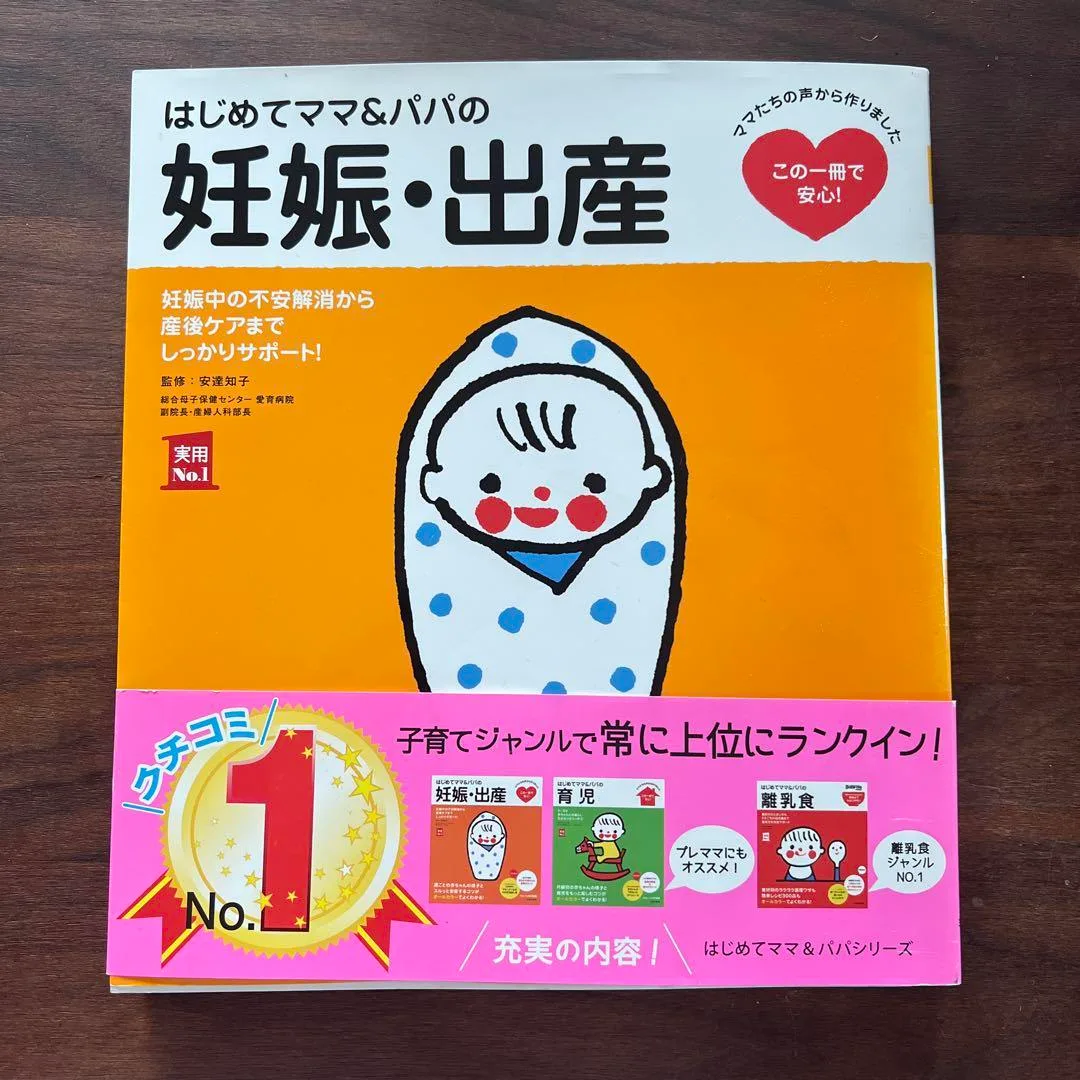 はじめてママ&パパの
妊娠・出産
ママたちの声から作りました
この一冊で
安心!
妊娠中の不安解消から
産後ケアまで
しっかりサポート!
監修:安達知子
総合母子保健センター 愛育病院
副院長・産婦人科部長
実用
No.1
クチコミ
No.1
子育てジャンルで常に上位にランクイン!
はじめてママ&パパの
妊娠・出産
はじめてママ&パパの
育児
プレママにも
オススメ!
はじめてママ&パパの
離乳食
離乳食
ジャンル
NO.1
充実の内容!
はじめてママ&パパシリーズ